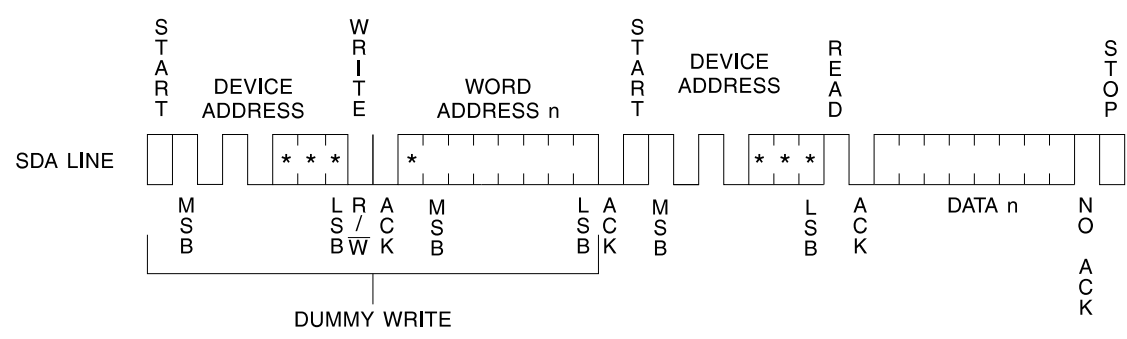 START
WRITE
START
READ
STOP
DEVICE
ADDRESS
WORD
ADDRESS n
DEVICE
ADDRESS
SDA LINE
* * *
*
* * *
MSB
LSB
R/W
ACK
MSB
LSB
ACK
MSB
LSB
ACK
DATA n
NO ACK
DUMMY WRITE